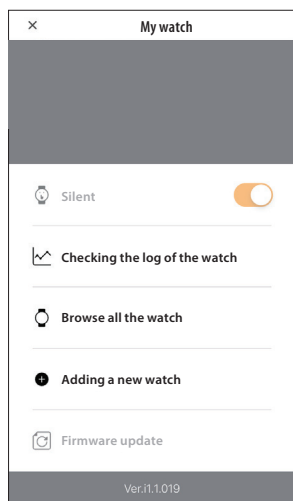 My watch
Silent
Checking the log of the watch
Browse all the watch
Adding a new watch
Firmware update
Ver.i1.1.019